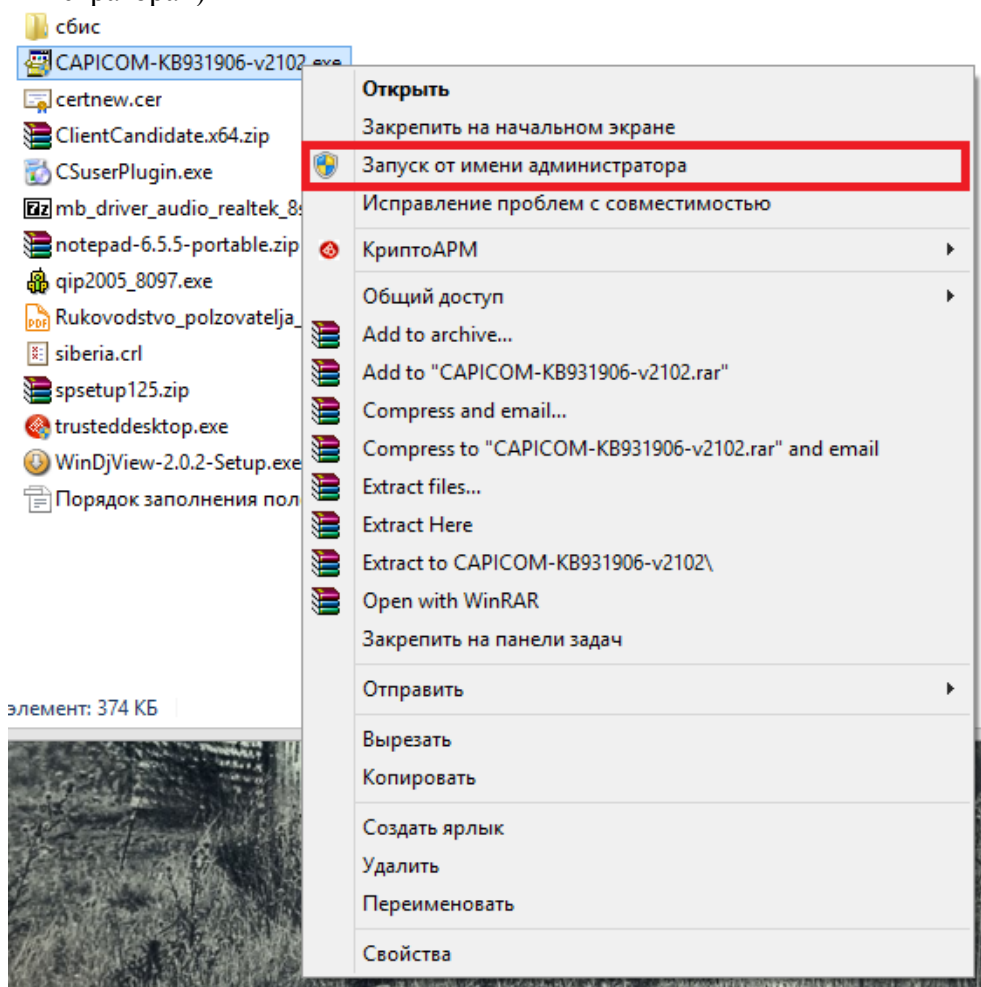 сбис
CAPICOM-KB931906-v2102.exe
certnew.cer
ClientCandidate.x64.zip
CSuserPlugin.exe
mb_driver_audio_realtek_8
notepad-6.5.5-portable.zip
qip2005_8097.exe
Rukovodstvo_polzovatelja_
siberia.crl
spsetup125.zip
trusteddesktop.exe
WinDjView-2.0.2-Setup.exe
Порядок заполнения пол
элемент: 374 КБ
Открыть
Закрепить на начальном экране
Запуск от имени администратора
Исправление проблем с совместимостью
КриптоАРМ
Общий доступ
Add to archive...
Add to "CAPICOM-KB931906-v2102.rar"
Compress and email...
Compress to "CAPICOM-KB931906-v2102.rar" and email
Extract files...
Extract Here
Extract to CAPICOM-KB931906-v2102\
Open with WinRAR
Закрепить на панели задач
Отправить
Вырезать
Копировать
Создать ярлык
Удалить
Переименовать
Свойства